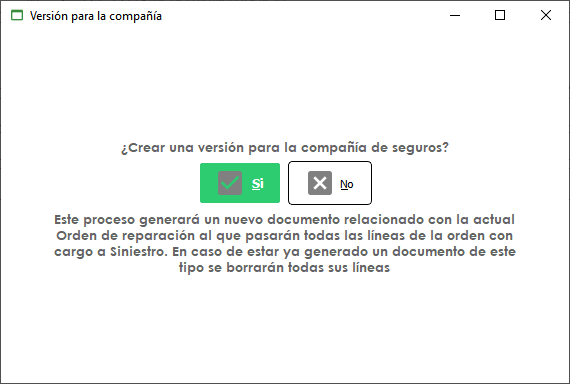 Versión para la compañía
¿Crear una versión para la compañía de seguros?
Si
No
Este proceso generará un nuevo documento relacionado con la actual
Orden de reparación al que pasarán todas las líneas de la orden con
cargo a Siniestro. En caso de estar ya generado un documento de este
tipo se borrarán todas sus líneas